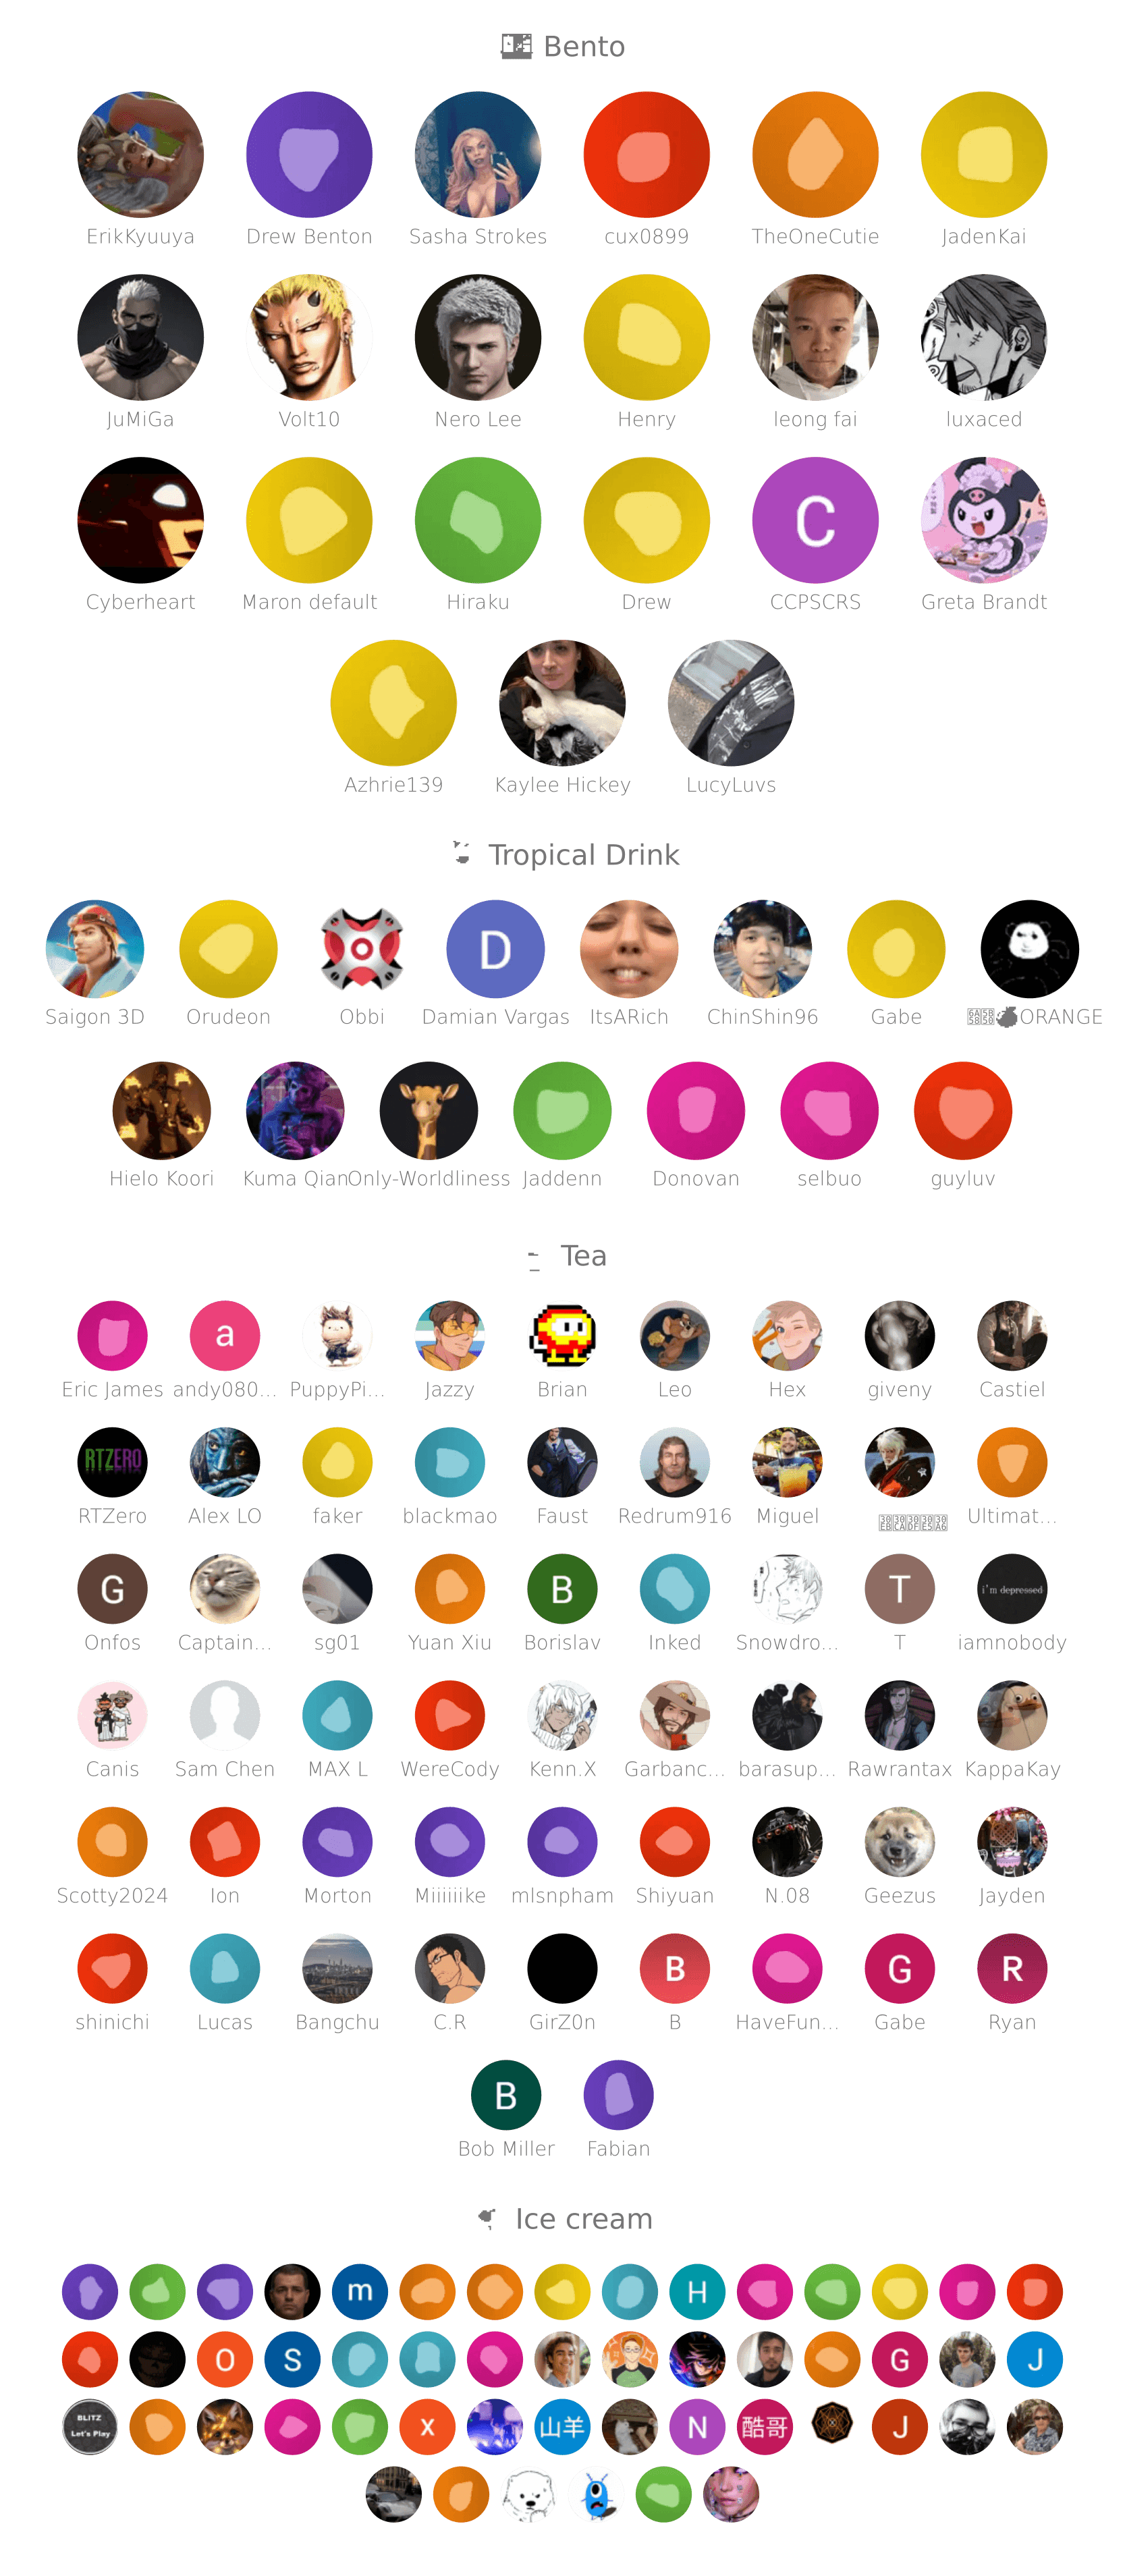 Bento
ErikKyuuya Drew Benton Sasha Strokes cux0899 TheOneCutie JadenKai
JuMiGa Volt10 Nero Lee Henry leong fai luxaced
C
Cyberheart Maron default Hiraku Drew CCPSCRS Greta Brandt
Azhrie139 Kaylee Hickey LucyLuvs
Tropical Drink
D
Saigon 3D Orudeon Obbi Damian Vargas ItsARich ChinShin96 Gabe ORANGE
Hielo Koori Kuma Qian Only-Worldliness Jaddenn Donovan selbuo guyluv
Tea
a
Eric James andy080... PuppyPi... Jazzy Brian Leo Hex giveny Castiel
RTZERO
RTZero Alex LO faker blackmao Faust Redrum916 Miguel Ultimat...
G B T i'm depressed
Onfos Captain... sg01 Yuan Xiu Borislav Inked Snowdro... T iamnobody
Canis Sam Chen MAX L WereCody Kenn.X Garbanc... barasup... Rawrantax KappaKay
Scotty2024 Ion Morton Miiiiiike mlsnpham Shiyuan N.08 Geezus Jayden
B G R
shinichi Lucas Bangchu C.R GirZ0n B HaveFun... Gabe Ryan
B
Bob Miller Fabian
Ice cream
m H
O S G J
BLITZ
Let's Play
x 山羊 N 酷哥 J